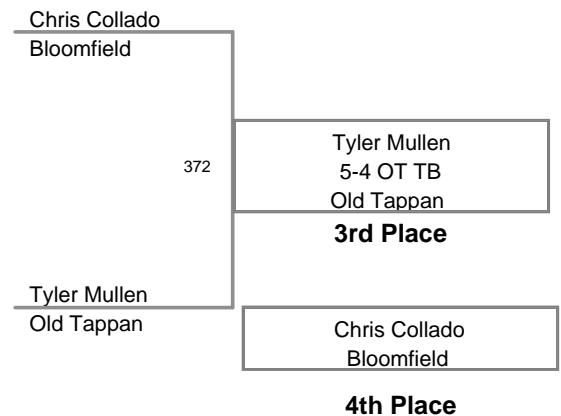 Chris Collado
Bloomfield
372
Tyler Mullen
5-4 OT TB
Old Tappan
3rd Place
Tyler Mullen
Old Tappan
Chris Collado
Bloomfield
4th Place